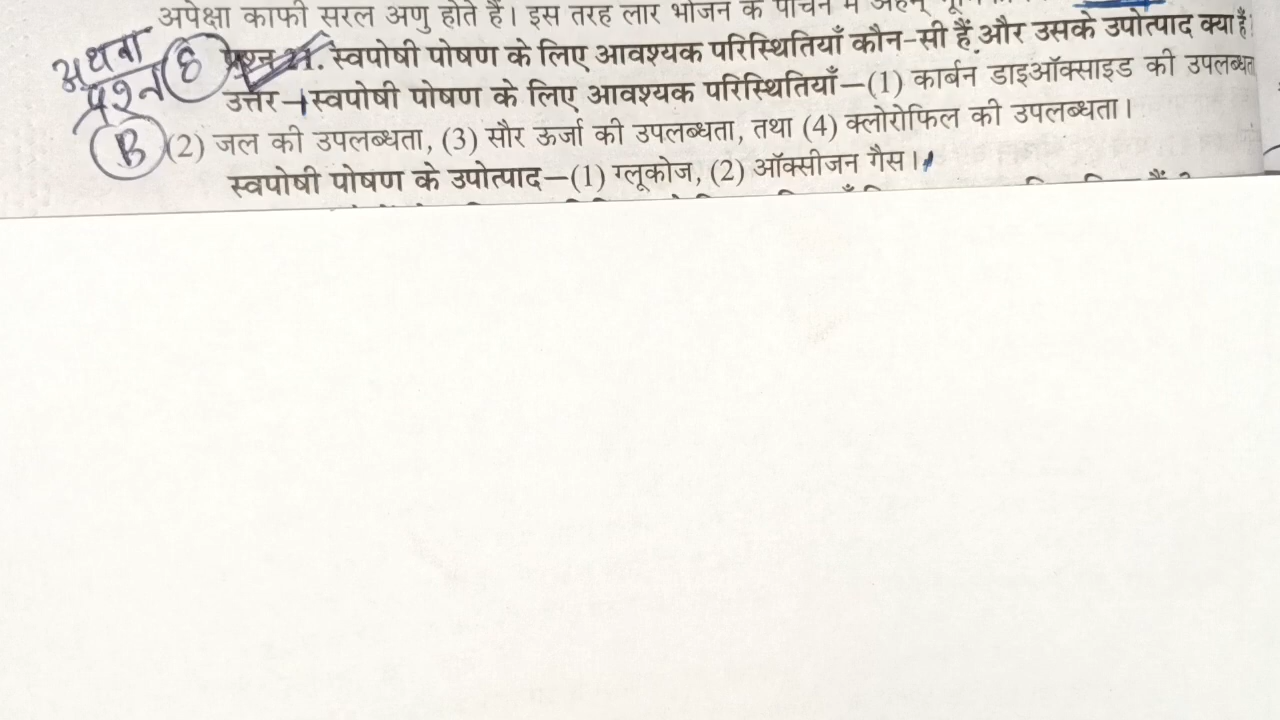 अपेक्षा काफी सरल अणु होते हैं। इस तरह लार भोजन के पाचन में अहम्
अथवा
प्रश्न 6 प्रश्न 21. स्वपोषी पोषण के लिए आवश्यक परिस्थितियाँ कौन-सी हैं और उसके उपोत्पाद क्या हैं
उत्तर—स्वपोषी पोषण के लिए आवश्यक परिस्थितियाँ—(1) कार्बन डाइऑक्साइड की उपलब्धत
B (2) जल की उपलब्धता, (3) सौर ऊर्जा की उपलब्धता, तथा (4) क्लोरोफिल की उपलब्धता।
स्वपोषी पोषण के उपोत्पाद—(1) ग्लूकोज, (2) ऑक्सीजन गैस।